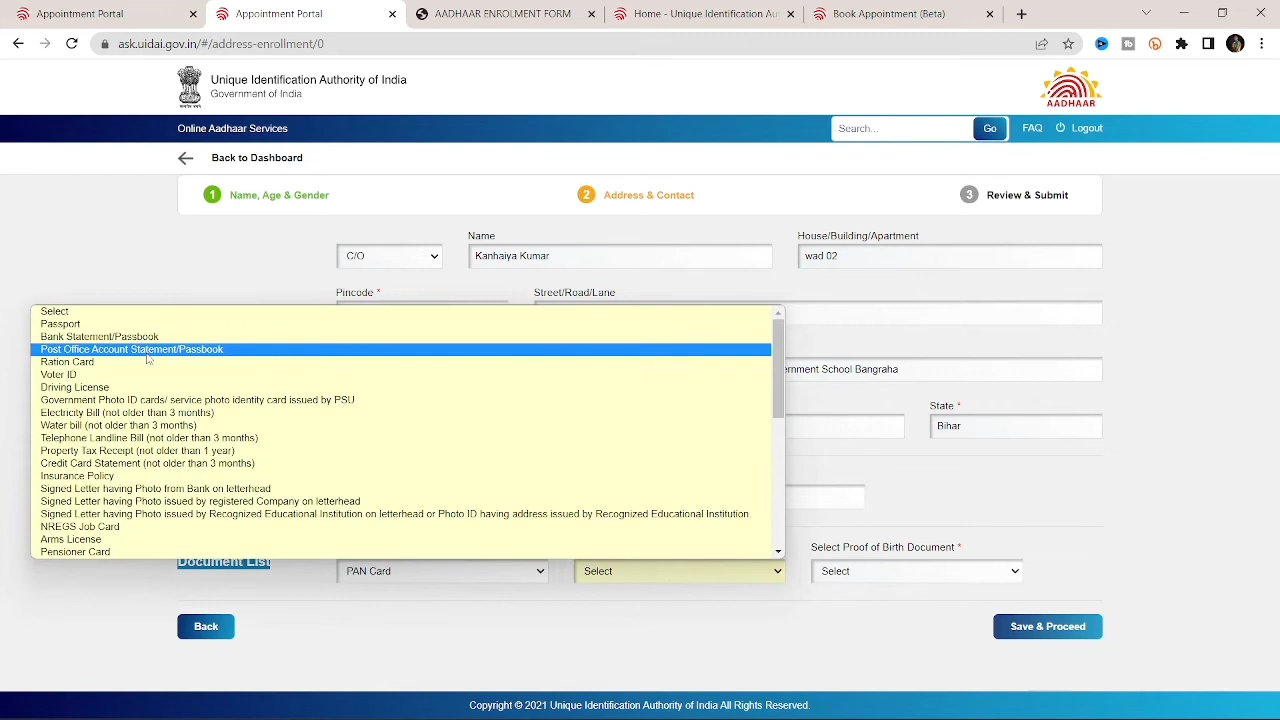 Appointment Portal
Appointment Portal
AADHAAR ENROLMENT FORM
Home - Unique Identification Au
Book Appointment (Beta)
ask.uidai.gov.in/#/address-enrollment/0
Unique Identification Authority of India
Government of India
AADHAAR
Online Aadhaar Services
Search...
Go
FAQ
Logout
Back to Dashboard
1 Name, Age & Gender
2 Address & Contact
3 Review & Submit
Name
House/Building/Apartment
C/O
Kanhaiya Kumar
wad 02
Pincode *
Street/Road/Lane
Select
Passport
Bank Statement/Passbook
Post Office Account Statement/Passbook
Ration Card
Voter ID
Driving License
Government Photo ID cards/ service photo identity card issued by PSU
Electricity Bill (not older than 3 months)
Water bill (not older than 3 months)
Telephone Landline Bill (not older than 3 months)
Property Tax Receipt (not older than 1 year)
Credit Card Statement (not older than 3 months)
Insurance Policy
Signed Letter having Photo from Bank on letterhead
Signed Letter having Photo issued by registered Company on letterhead
Signed Letter having Photo issued by Recognized Educational Institution on letterhead or Photo ID having address issued by Recognized Educational Institution.
NREGS Job Card
Arms License
Pensioner Card
ernment School Bangraha
State *
Bihar
Select Proof of Birth Document *
Document List
PAN Card
Select
Select
Back
Save & Proceed
Copyright © 2021 Unique Identification Authority of India All Rights Reserved.